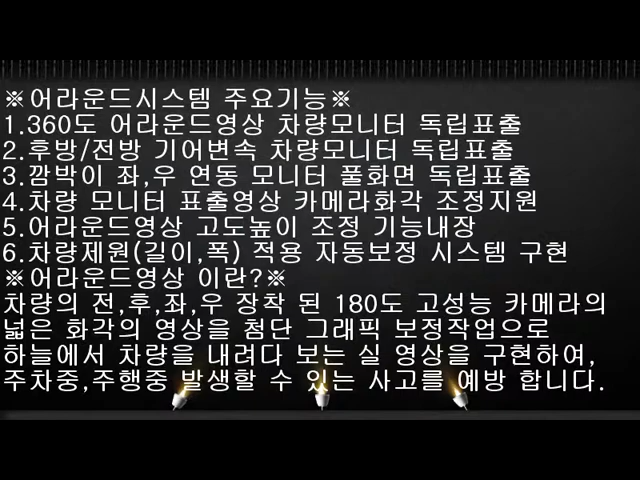 ※어라운드시스템 주요기능※
1.360도 어라운드영상 차량모니터 독립표출
2.후방/전방 기어변속 차량모니터 독립표출
3.깜박이 좌,우 연동 모니터 풀화면 독립표출
4.차량 모니터 표출영상 카메라화각 조정지원
5.어라운드영상 고도높이 조정 기능내장
6.차량제원(길이,폭) 적용 자동보정 시스템 구현
※어라운드영상 이란?※
차량의 전,후,좌,우 장착 된 180도 고성능 카메라의
넓은 화각의 영상을 첨단 그래픽 보정작업으로
하늘에서 차량을 내려다 보는 실 영상을 구현하여,
주차중,주행중 발생할 수 있는 사고를 예방 합니다.